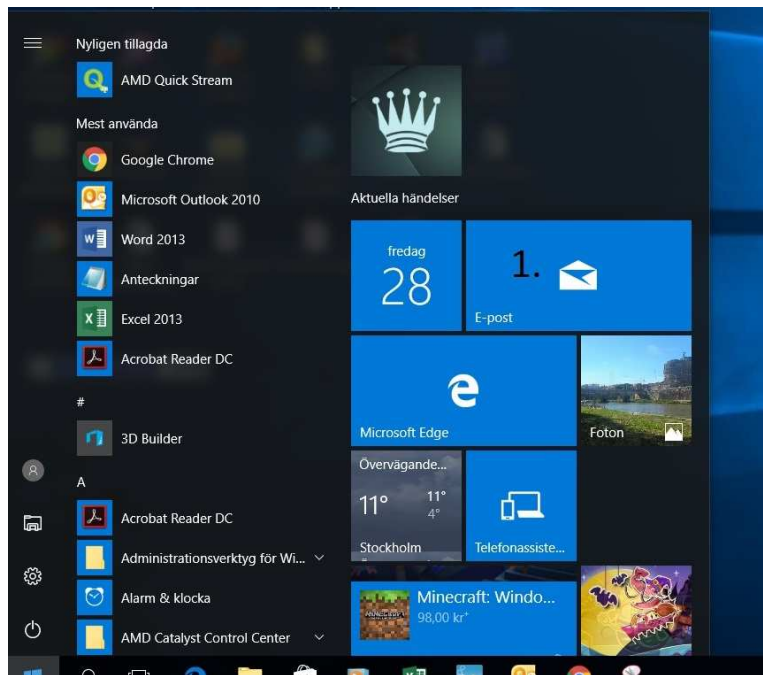 Nyligen tillagda
AMD Quick Stream
Mest använda
Google Chrome
Microsoft Outlook 2010
Word 2013
Anteckningar
Excel 2013
Acrobat Reader DC
#
3D Builder
A
Acrobat Reader DC
Administrationsverktyg för Wi...
Alarm & klocka
AMD Catalyst Control Center
Aktuella händelser
fredag
28
1.
E-post
Microsoft Edge
Foton
Övervägande...
11° 11°
4°
Stockholm
Telefonassiste...
Minecraft: Windo...
98,00 kr⁺